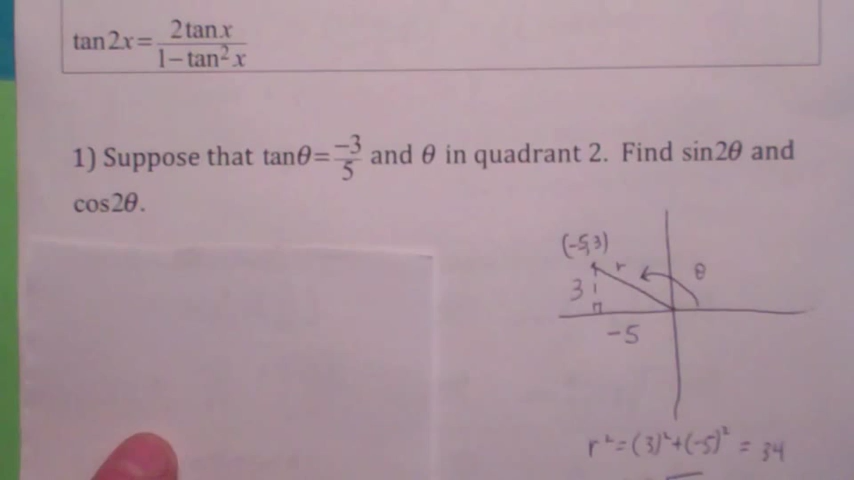 tan2x=2tanx/1−tan²x
1) Suppose that tanθ=−3/5 and θ in quadrant 2. Find sin2θ and
cos2θ.
(-5,3)
r
θ
3
-5
r²=(3)²+(-5)² = 34